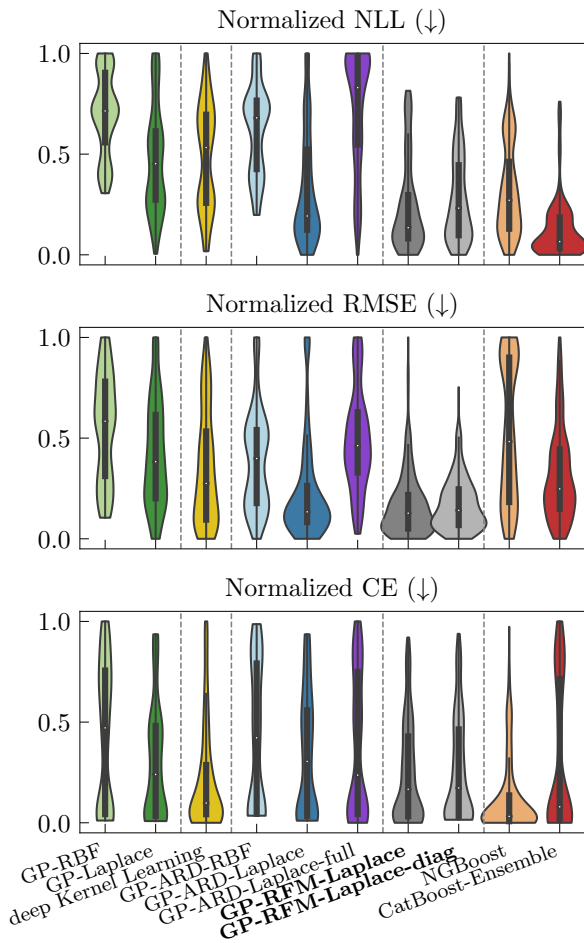 Normalized NLL (↓)
1.0
0.5
0.0
Normalized RMSE (↓)
1.0
0.5
0.0
Normalized CE (↓)
1.0
0.5
0.0
GP-RBF
GP-Laplace
deep Kernel Learning
GP-ARD-RBF
GP-ARD-Laplace
GP-ARD-Laplace-full
GP-RFM-Laplace
GP-RFM-Laplace-diag
NGBoost
CatBoost-Ensemble